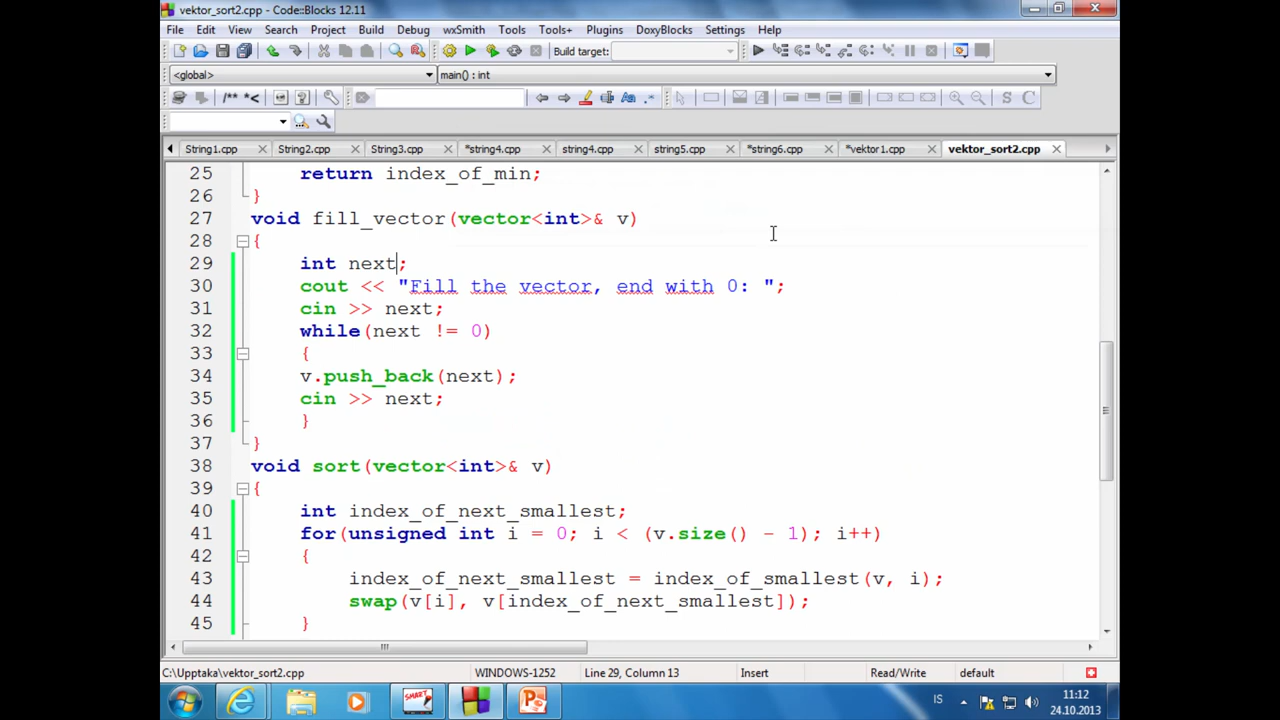 vektor_sort2.cpp - Code::Blocks 12.11
File Edit View Search Project Build Debug wxSmith Tools Tools+ Plugins DoxyBlocks Settings Help
Build target:
<global> main() : int
/** *< Aa .* S C
String1.cpp String2.cpp String3.cpp *string4.cpp string4.cpp string5.cpp *string6.cpp *vektor1.cpp vektor_sort2.cpp
25 return index_of_min;
26 }
27 void fill_vector(vector<int>& v)
28 {
29 int next;
30 cout << "Fill the vector, end with 0: ";
31 cin >> next;
32 while(next != 0)
33 {
34 v.push_back(next);
35 cin >> next;
36 }
37 }
38 void sort(vector<int>& v)
39 {
40 int index_of_next_smallest;
41 for(unsigned int i = 0; i < (v.size() - 1); i++)
42 {
43 index_of_next_smallest = index_of_smallest(v, i);
44 swap(v[i], v[index_of_next_smallest]);
45 }
C:\Upptaka\vektor_sort2.cpp WINDOWS-1252 Line 29, Column 13 Insert Read/Write default
SMART IS 11:12
24.10.2013